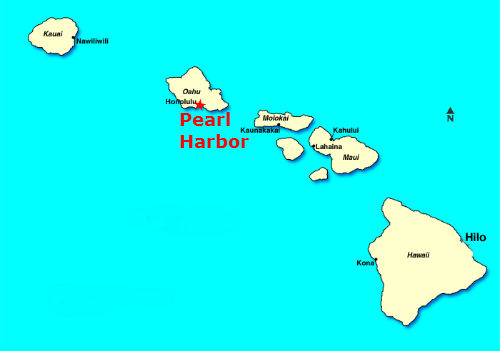 Kauai
Nawiliwili
Oahu
Honolulu
Pearl
Harbor
Molokai
Kaunakakai
Kahului
Lahaina
Maui
N
Hilo
Hawaii
Kona